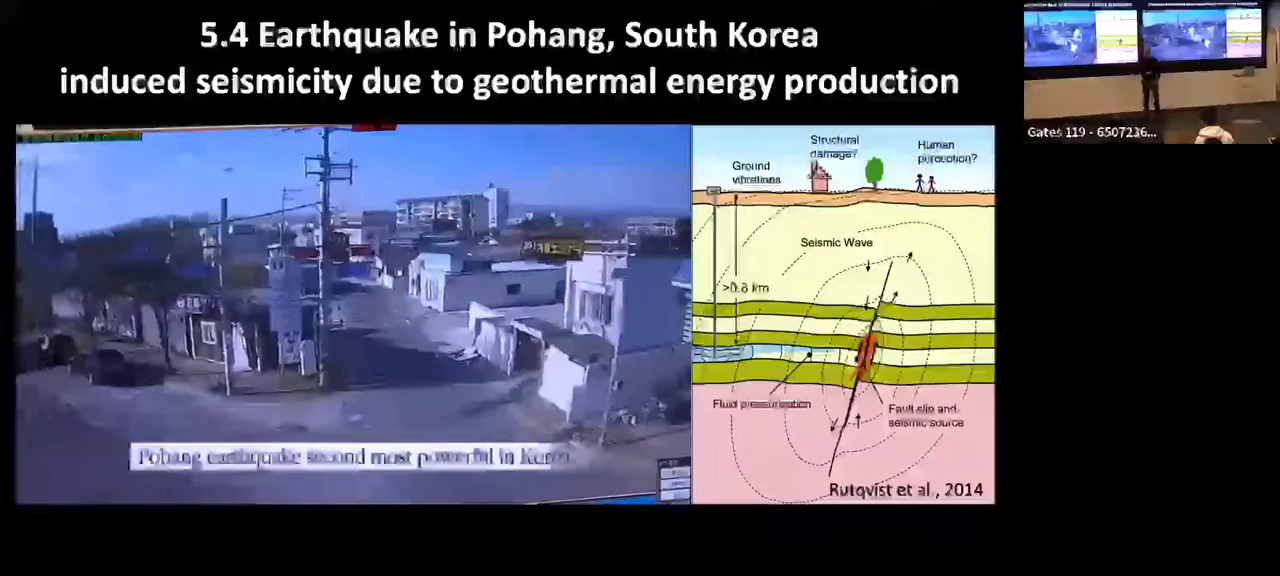 5.4 Earthquake in Pohang, South Korea
induced seismicity due to geothermal energy production
Structural
damage?
Ground
vibrations
Human
perception?
Seismic Wave
>0.8 km
Fluid pressurization
Fault slip and
seismic source
Pohang earthquake second most powerful in Korea
Rutqvist et al., 2014
Gates 119 - 6507236...